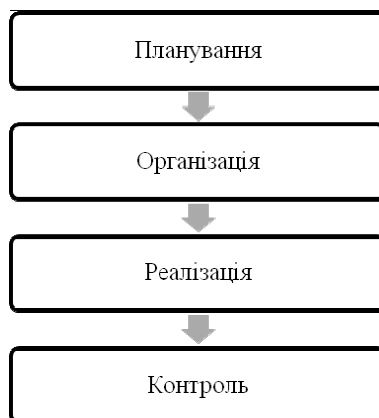 Планування
Організація
Реалізація
Контроль